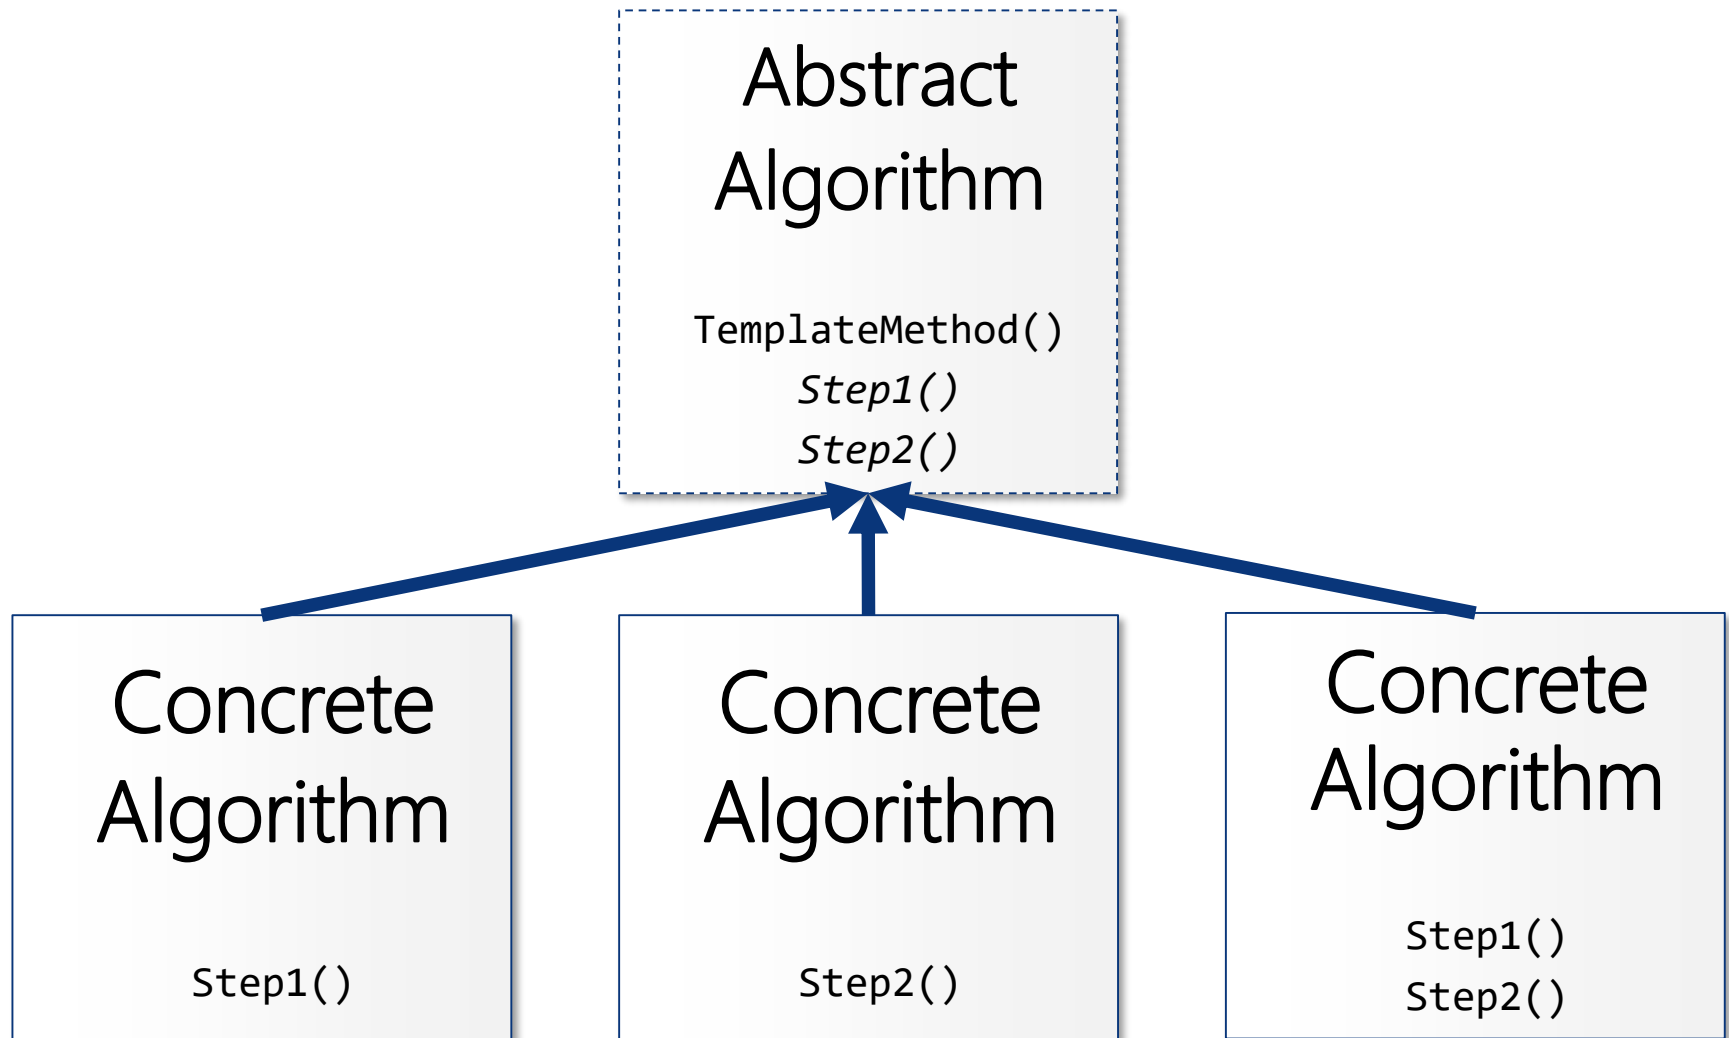 Abstract
Algorithm
TemplateMethod()
Step1()
Step2()
Concrete
Algorithm
Step1()
Concrete
Algorithm
Step2()
Concrete
Algorithm
Step1()
Step2()